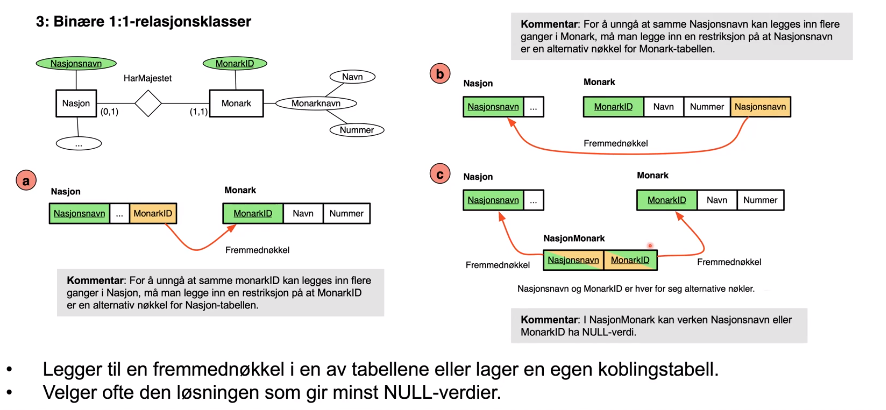 3: Binære 1:1-relasjonsklasser
Nasjonsnavn
MonarkID
HarMajestet
Navn
Nasjon
(0,1)
(1,1)
Monark
Monarknavn
Nummer
...
a
Nasjon
Monark
Nasjonsnavn ... MonarkID
MonarkID Navn Nummer
Fremmednøkkel
Kommentar: For å unngå at samme monarkID kan legges inn flere
ganger i Nasjon, må man legge inn en restriksjon på at MonarkID
er en alternativ nøkkel for Nasjon-tabellen.
Kommentar: For å unngå at samme Nasjonsnavn kan legges inn flere
ganger i Monark, må man legge inn en restriksjon på at Nasjonsnavn
er en alternativ nøkkel for Monark-tabellen.
b
Nasjon
Monark
Nasjonsnavn ...
MonarkID Navn Nummer Nasjonsnavn
Fremmednøkkel
c
Nasjon
Monark
Nasjonsnavn ...
MonarkID Navn Nummer
NasjonMonark
Fremmednøkkel
Nasjonsnavn MonarkID
Fremmednøkkel
Nasjonsnavn og MonarkID er hver for seg alternative nøkler.
Kommentar: I NasjonMonark kan verken Nasjonsnavn eller
MonarkID ha NULL-verdi.
• Legger til en fremmednøkkel i en av tabellene eller lager en egen koblingstabell.
• Velger ofte den løsningen som gir minst NULL-verdier.